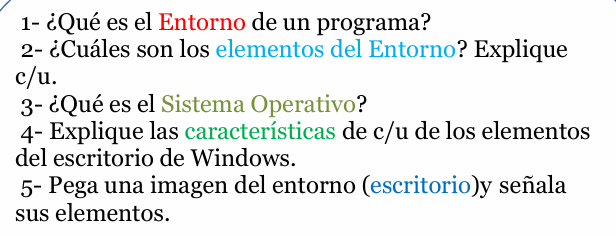 1- ¿Qué es el Entorno de un programa?
2- ¿Cuáles son los elementos del Entorno? Explique
c/u.
3- ¿Qué es el Sistema Operativo?
4- Explique las características de c/u de los elementos
del escritorio de Windows.
5- Pega una imagen del entorno (escritorio)y señala
sus elementos.